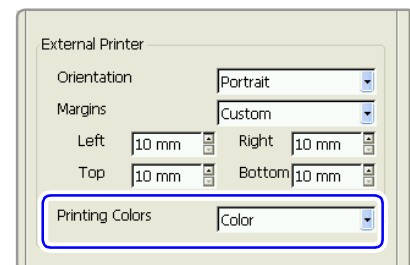 External Printer
Orientation Portrait
Margins Custom
Left 10 mm Right 10 mm
Top 10 mm Bottom 10 mm
Printing Colors Color